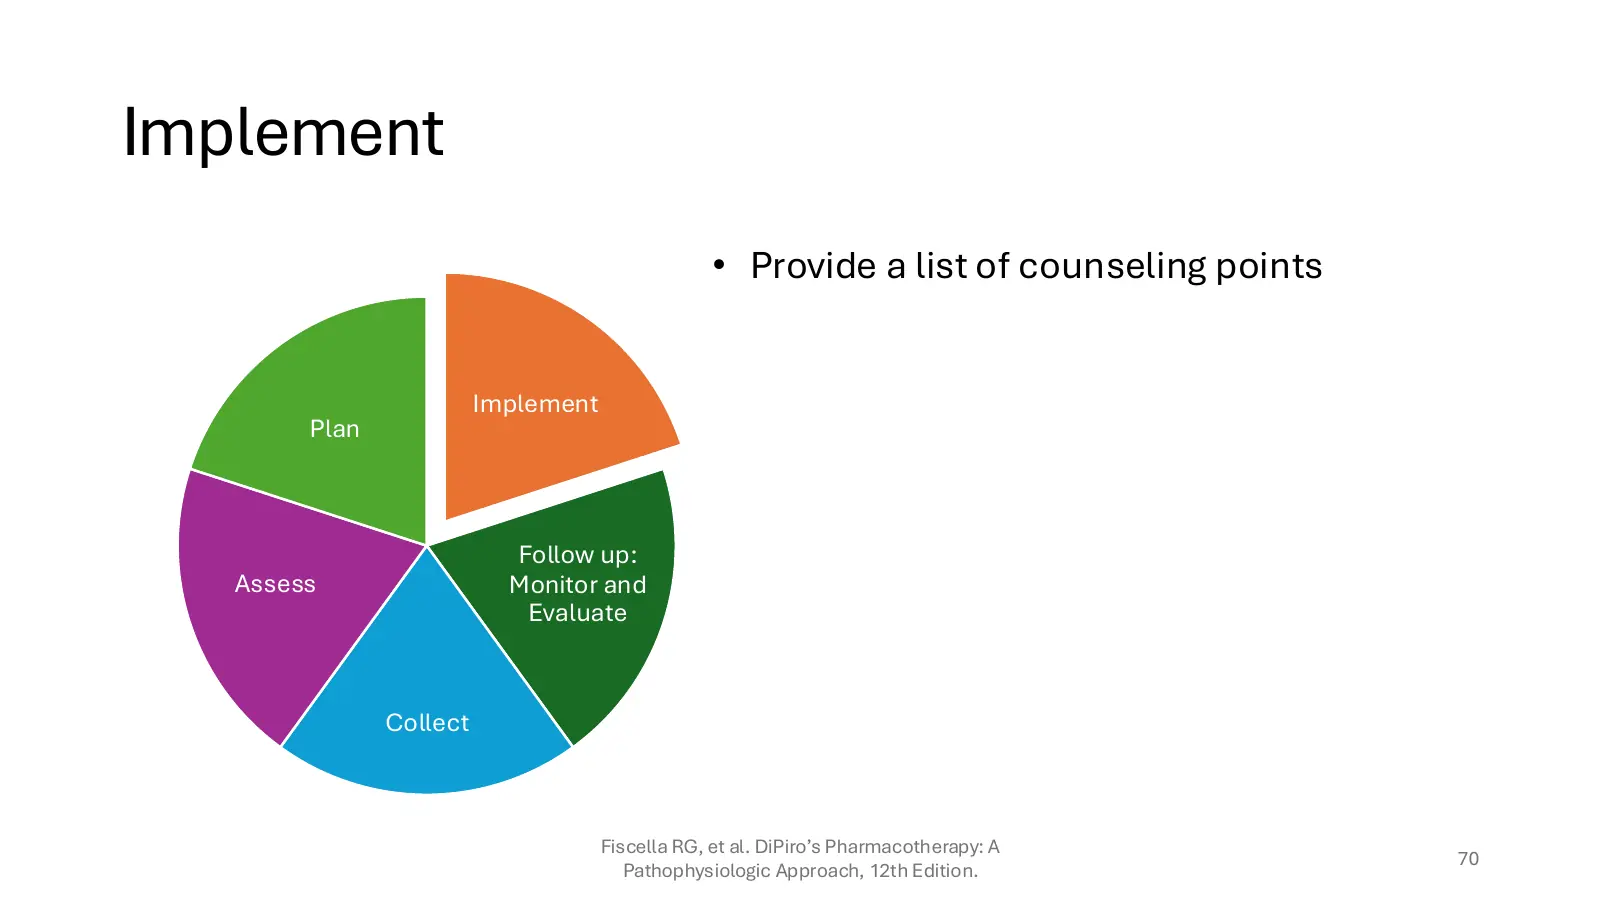 Implement
• Provide a list of counseling points
Implement
Plan
Follow up:
Monitor and
Evaluate
Assess
Collect
Fiscella RG, et al. DiPiro’s Pharmacotherapy: A
Pathophysiologic Approach, 12th Edition.
70